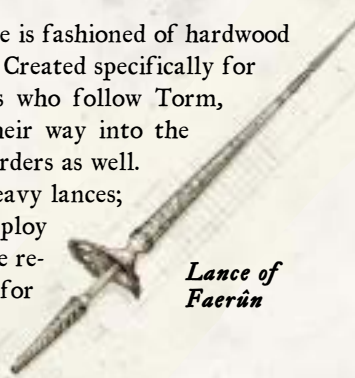 e is fashioned of hardwood
Created specifically for
s who follow Torm,
heir way into the
rders as well.
eavy lances;
ploy
e re-
for
Lance of
Faerûn